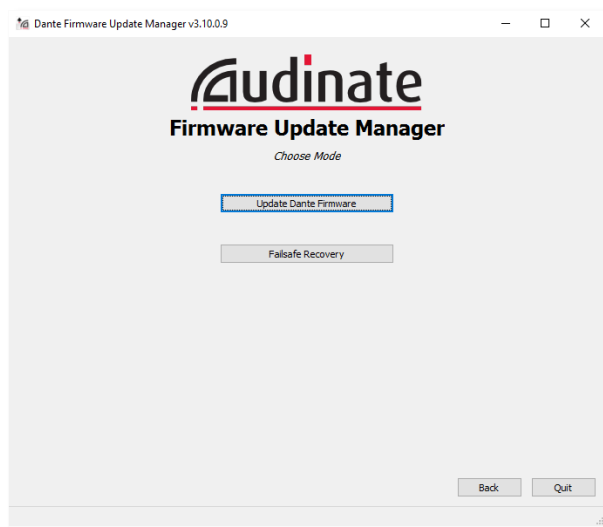 Dante Firmware Update Manager v3.10.0.9
Audinate
Firmware Update Manager
Choose Mode
Update Dante Firmware
Failsafe Recovery
Back
Quit